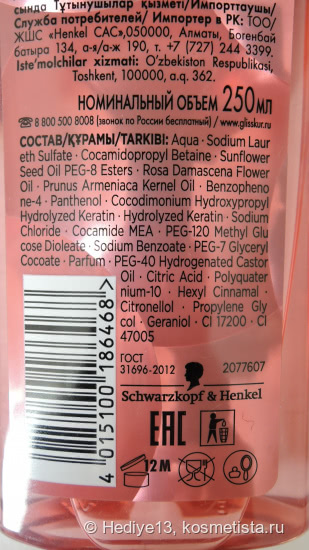 сында Тұтынушылар қызметі/Импорттаушы/
Служба потребителей/ Импортер в РК: ТОО/
ЖШС «Henkel САС»,050000, Алматы, Богенбай
батыра 134, а-я/а-ж 190, т. +7 (727) 244 3399.
Iste’molchilar xizmati: O’zbekiston Respublikasi,
Toshkent, 100000, a.q. 362.
НОМИНАЛЬНЫЙ ОБЪЕМ 250МЛ
☎ 8 800 500 8008 (звонок по России бесплатный) / www.glisskur.ru
СОСТАВ/ҚҰРАМЫ/TARKIBI: Aqua · Sodium Laur
eth Sulfate · Cocamidopropyl Betaine · Sunflower
Seed Oil PEG-8 Esters · Rosa Damascena Flower
Oil · Prunus Armeniaca Kernel Oil · Benzopheno
ne-4 · Panthenol · Cocodimonium Hydroxypropyl
Hydrolyzed Keratin · Hydrolyzed Keratin · Sodium
Chloride · Cocamide MEA · PEG-120 Methyl Glu
cose Dioleate · Sodium Benzoate · PEG-7 Glyceryl
Cocoate · Parfum · PEG-40 Hydrogenated Castor
Oil · Citric Acid · Polyquater
nium-10 · Hexyl Cinnamal ·
Citronellol · Propylene Gly
col · Geraniol · CI 17200 · CI
47005
ГОСТ
31696-2012
2077607
4 015100 186468
Schwarzkopf & Henkel
EAC
12M
© Hediye13, kosmetista.ru